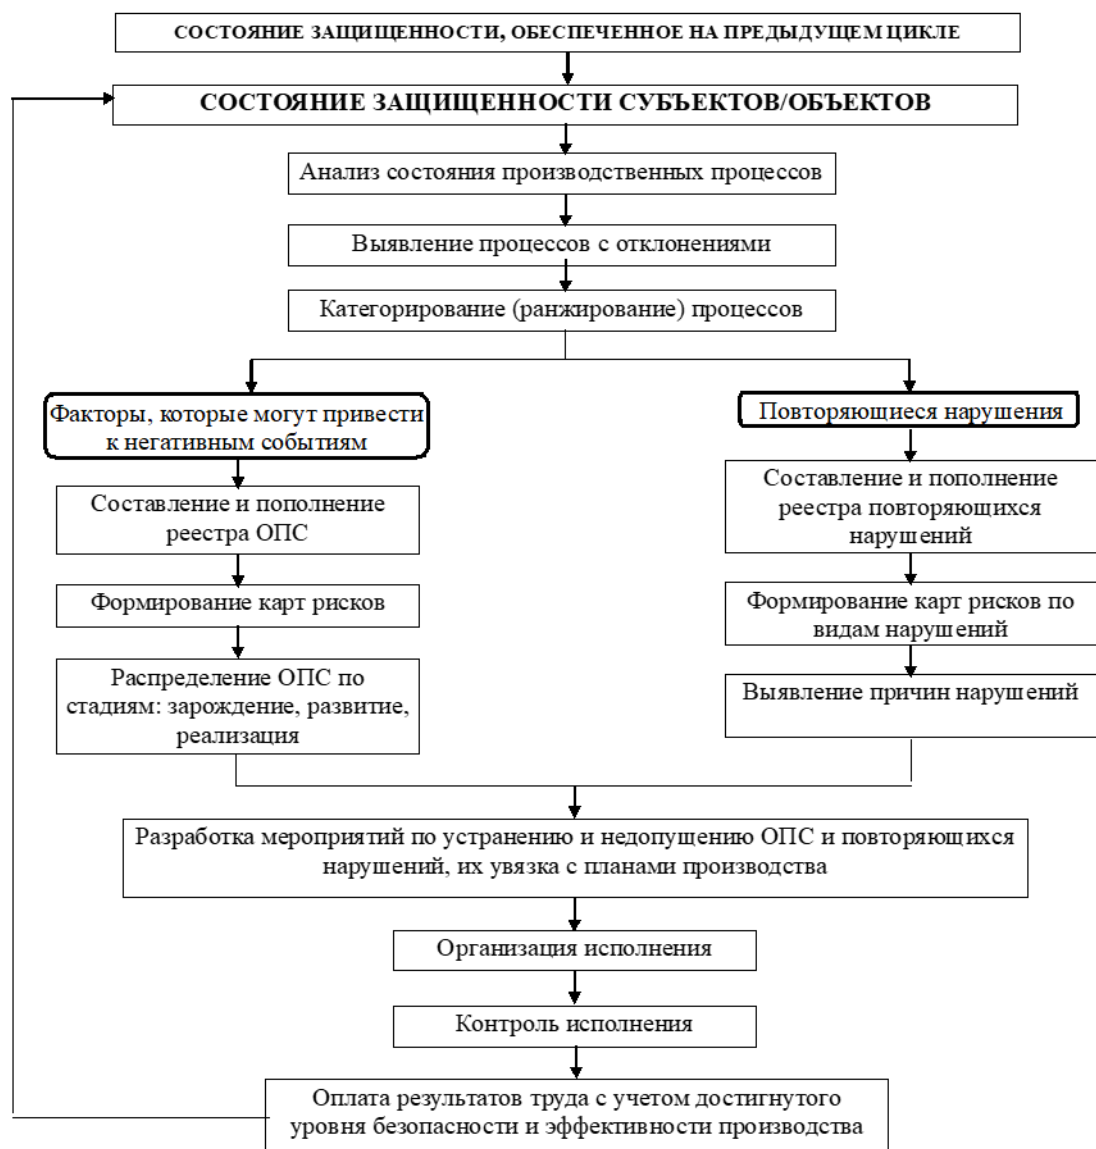 СОСТОЯНИЕ ЗАЩИЩЕННОСТИ, ОБЕСПЕЧЕННОЕ НА ПРЕДЫДУЩЕМ ЦИКЛЕ
СОСТОЯНИЕ ЗАЩИЩЕННОСТИ СУБЪЕКТОВ/ОБЪЕКТОВ
Анализ состояния производственных процессов
Выявление процессов с отклонениями
Категорирование (ранжирование) процессов
Факторы, которые могут привести
к негативным событиям
Составление и пополнение
реестра ОПС
Формирование карт рисков
Распределение ОПС по
стадиям: зарождение, развитие,
реализация
Повторяющиеся нарушения
Составление и пополнение
реестра повторяющихся
нарушений
Формирование карт рисков по
видам нарушений
Выявление причин нарушений
Разработка мероприятий по устранению и недопущению ОПС и повторяющихся
нарушений, их увязка с планами производства
Организация исполнения
Контроль исполнения
Оплата результатов труда с учетом достигнутого
уровня безопасности и эффективности производства